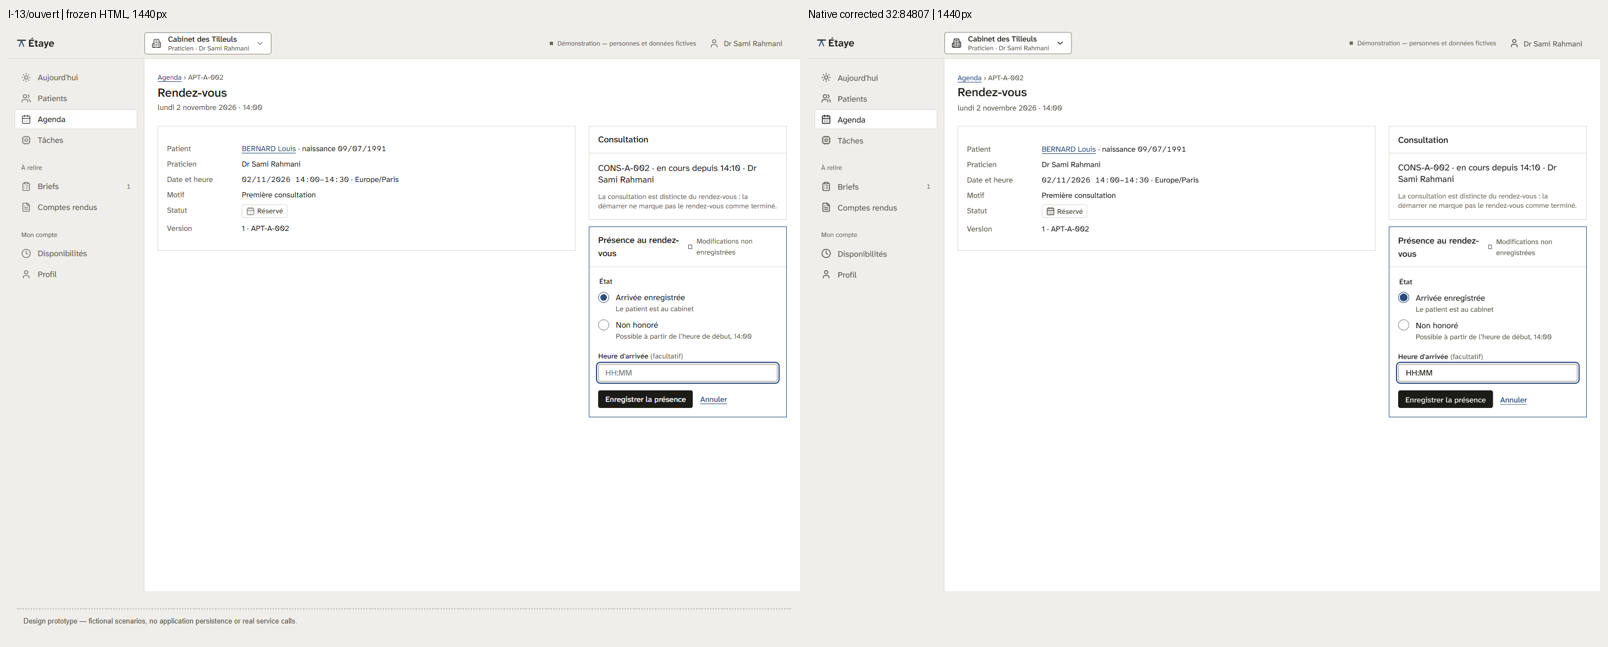 I-13/ouvert | frozen HTML, 1440px
Étaye
Cabinet des Tilleuls
Praticien · Dr Sami Rahmani
Démonstration — personnes et données fictives
Dr Sami Rahmani
Aujourd'hui
Patients
Agenda
Tâches
À relire
Briefs 1
Comptes rendus
Mon compte
Disponibilités
Profil
Agenda › APT-A-002
Rendez-vous
lundi 2 novembre 2026 · 14:00
Patient BERNARD Louis · naissance 09/07/1991
Praticien Dr Sami Rahmani
Date et heure 02/11/2026 14:00–14:30 · Europe/Paris
Motif Première consultation
Statut Réservé
Version 1 · APT-A-002
Consultation
CONS-A-002 · en cours depuis 14:10 · Dr
Sami Rahmani
La consultation est distincte du rendez-vous : la
démarrer ne marque pas le rendez-vous comme terminé.
Présence au rendez-
vous
Modifications non
enregistrées
État
Arrivée enregistrée
Le patient est au cabinet
Non honoré
Possible à partir de l'heure de début, 14:00
Heure d'arrivée (facultatif)
HH:MM
Enregistrer la présence Annuler
Design prototype — fictional scenarios, no application persistence or real service calls.
Native corrected 32:84807 | 1440px
Étaye
Cabinet des Tilleuls
Praticien · Dr Sami Rahmani
Démonstration — personnes et données fictives
Dr Sami Rahmani
Aujourd'hui
Patients
Agenda
Tâches
À relire
Briefs 1
Comptes rendus
Mon compte
Disponibilités
Profil
Agenda › APT-A-002
Rendez-vous
lundi 2 novembre 2026 · 14:00
Patient BERNARD Louis · naissance 09/07/1991
Praticien Dr Sami Rahmani
Date et heure 02/11/2026 14:00–14:30 · Europe/Paris
Motif Première consultation
Statut Réservé
Version 1 · APT-A-002
Consultation
CONS-A-002 · en cours depuis 14:10 · Dr
Sami Rahmani
La consultation est distincte du rendez-vous : la
démarrer ne marque pas le rendez-vous comme terminé.
Présence au rendez-
vous
Modifications non
enregistrées
État
Arrivée enregistrée
Le patient est au cabinet
Non honoré
Possible à partir de l'heure de début, 14:00
Heure d'arrivée (facultatif)
HH:MM
Enregistrer la présence Annuler